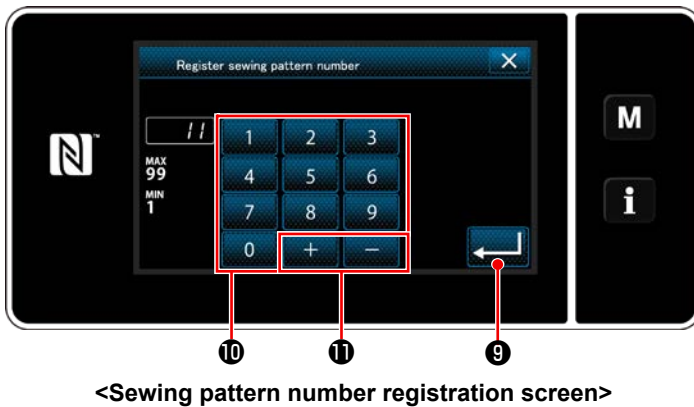 Register sewing pattern number
11
MAX
99
MIN
1
1 2 3
4 5 6
7 8 9
0 + −
M
i
N™
❿ ⓫ ❾
<Sewing pattern number registration screen>